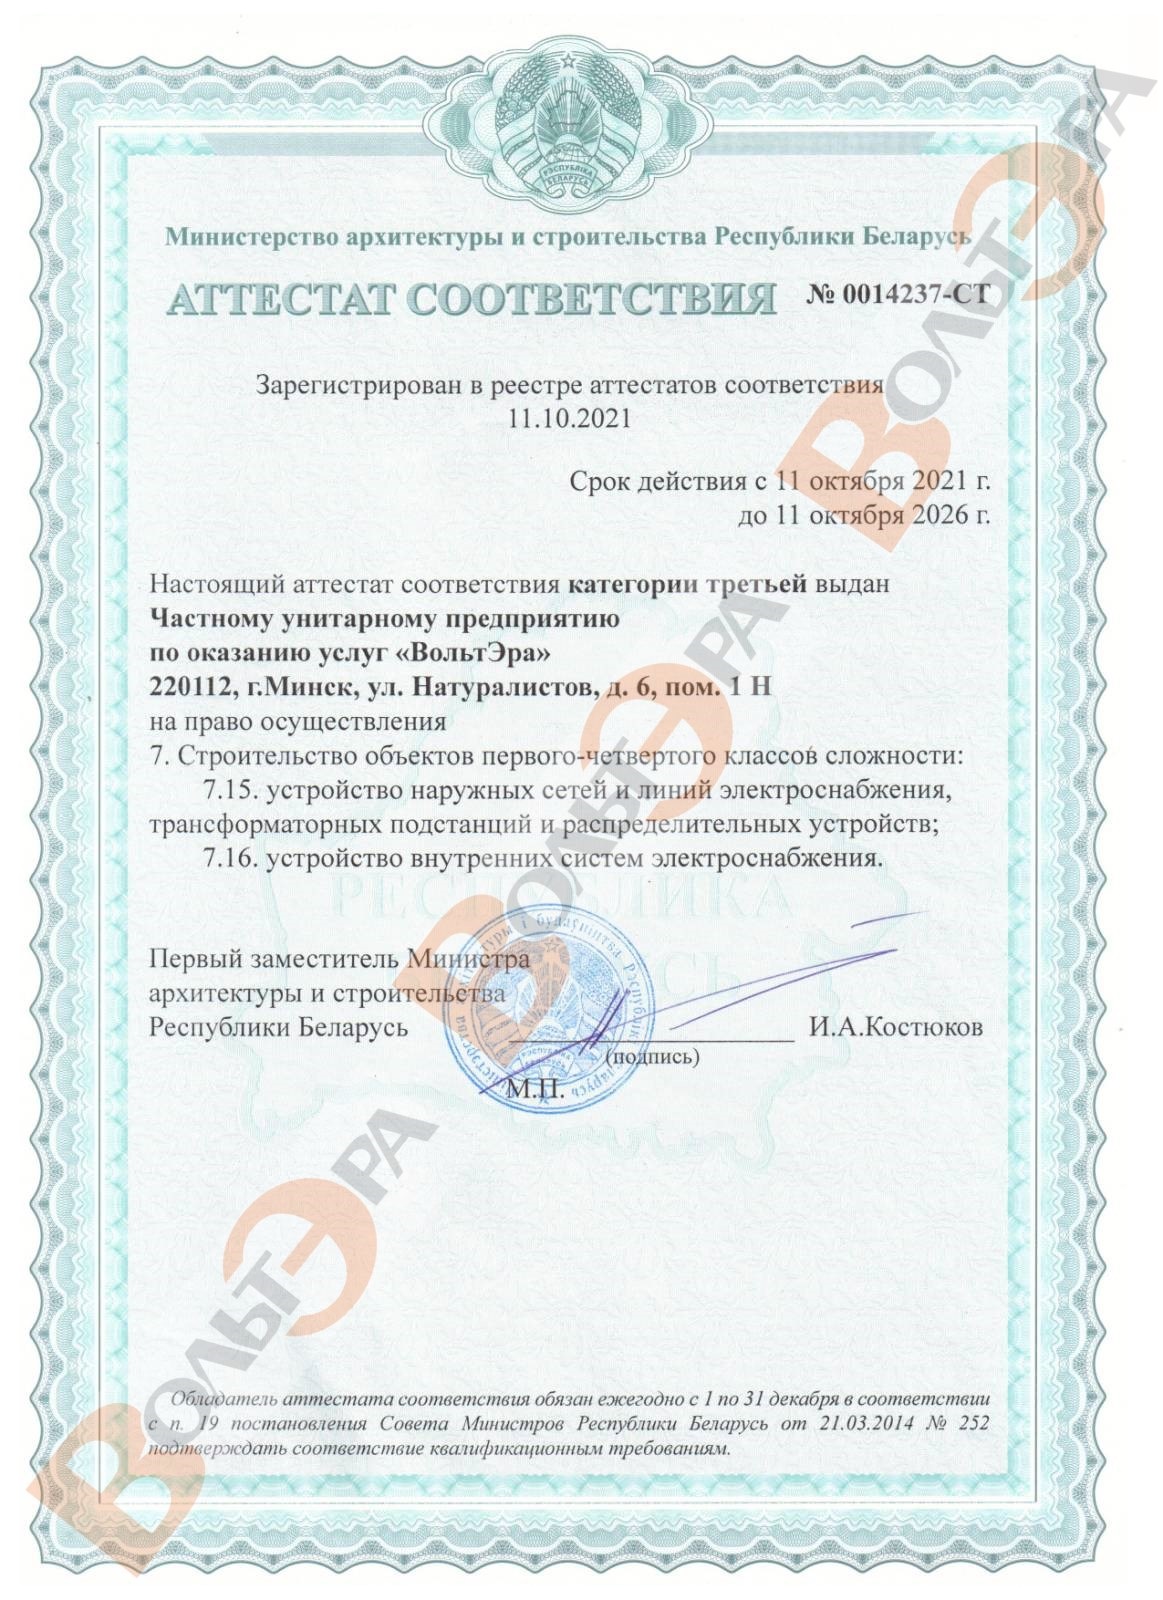 РЭСПУБЛІКА
БЕЛАРУСЬ
Министерство архитектуры и строительства Республики Беларусь
АТТЕСТАТ СООТВЕТСТВИЯ № 0014237-СТ
Зарегистрирован в реестре аттестатов соответствия
11.10.2021
Срок действия с 11 октября 2021 г.
до 11 октября 2026 г.
Настоящий аттестат соответствия категории третьей выдан
Частному унитарному предприятию
по оказанию услуг «ВольтЭра»
220112, г.Минск, ул. Натуралистов, д. 6, пом. 1 Н
на право осуществления
7. Строительство объектов первого-четвертого классов сложности:
7.15. устройство наружных сетей и линий электроснабжения,
трансформаторных подстанций и распределительных устройств;
7.16. устройство внутренних систем электроснабжения.
РЕСПУБЛИКА
Первый заместитель Министра
архитектуры и строительства
Республики Беларусь И.А.Костюков
(подпись)
М.П.
Обладатель аттестата соответствия обязан ежегодно с 1 по 31 декабря в соответствии
с п. 19 постановления Совета Министров Республики Беларусь от 21.03.2014 № 252
подтверждать соответствие квалификационным требованиям.
ВОЛЬТЭРА
ВОЛЬТЭРА
ВОЛЬТЭРА